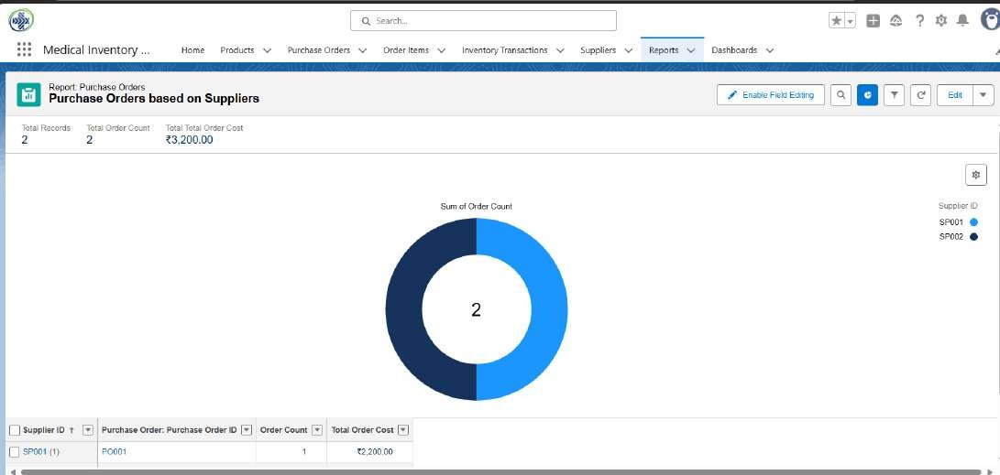 Search...
Medical Inventory ...
Home
Products
Purchase Orders
Order Items
Inventory Transactions
Suppliers
Reports
Dashboards
Report: Purchase Orders
Purchase Orders based on Suppliers
Enable Field Editing
Edit
Total Records
2
Total Order Count
2
Total Total Order Cost
₹3,200.00
Sum of Order Count
2
Supplier ID
SP001
SP002
Supplier ID ↑ Purchase Order: Purchase Order ID Order Count Total Order Cost
SP001 (1) PO001 1 ₹2,200.00